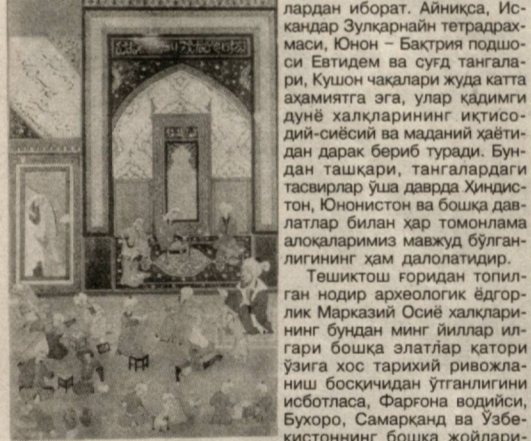 лардан иборат. Айниқса, Ис-
кандар Зулқарнайн тетрадрах-
маси, Юнон – Бақтрия подшо-
си Евтидем ва суғд тангала-
ри, Кушон чақалари жуда катта
аҳамиятга эга, улар қадимги
дунё халқларининг иқтисо-
дий-сиёсий ва маданий ҳаёти-
дан дарак бериб туради. Бун-
дан ташқари, тангалардаги
тасвирлар ўша даврда Ҳиндис-
тон, Юнонистон ва бошқа дав-
латлар билан ҳар томонлама
алоқаларимиз мавжуд бўлган-
лигининг ҳам далолатидир.
Тешиктош ғоридан топил-
ган нодир археологик ёдгор-
лик Марказий Осиё халқлари-
нинг бундан минг йиллар ил-
гари бошқа элатлар қатори
ўзига хос тарихий ривожла-
ниш босқичидан ўтганлигини
исботласа, Фарғона водийси,
Бухоро, Самарқанд ва Ўзбе-
кистоннинг бошқа жойлари-